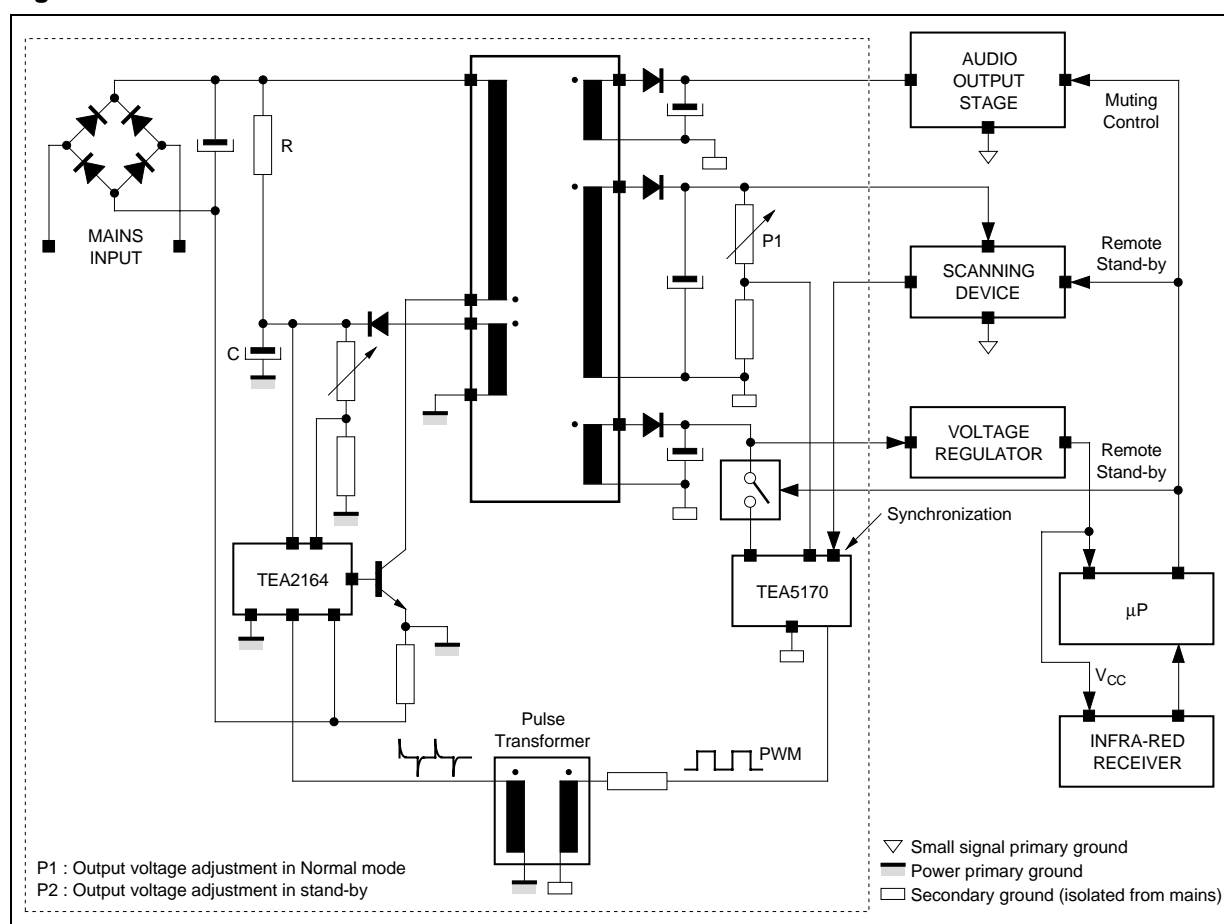 AUDIO
OUTPUT
STAGE
Muting
Control
R
MAINS
INPUT
P1
Remote
Stand-by
SCANNING
DEVICE
C
VOLTAGE
REGULATOR
Remote
Stand-by
Synchronization
TEA2164
TEA5170
µP
VCC
Pulse
Transformer
PWM
INFRA-RED
RECEIVER
P1 : Output voltage adjustment in Normal mode
P2 : Output voltage adjustment in stand-by
Small signal primary ground
Power primary ground
Secondary ground (isolated from mains)